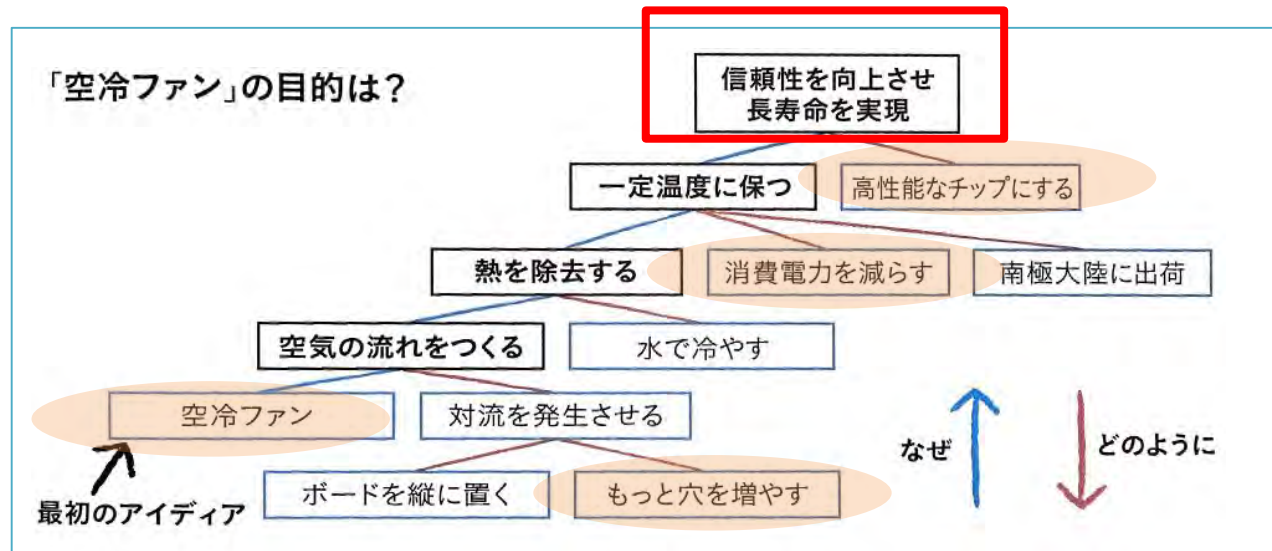 「空冷ファン」の目的は?
信頼性を向上させ
長寿命を実現
一定温度に保つ
高性能なチップにする
熱を除去する
消費電力を減らす
南極大陸に出荷
空気の流れをつくる
水で冷やす
空冷ファン
対流を発生させる
なぜ
どのように
ボードを縦に置く
もっと穴を増やす
最初のアイディア